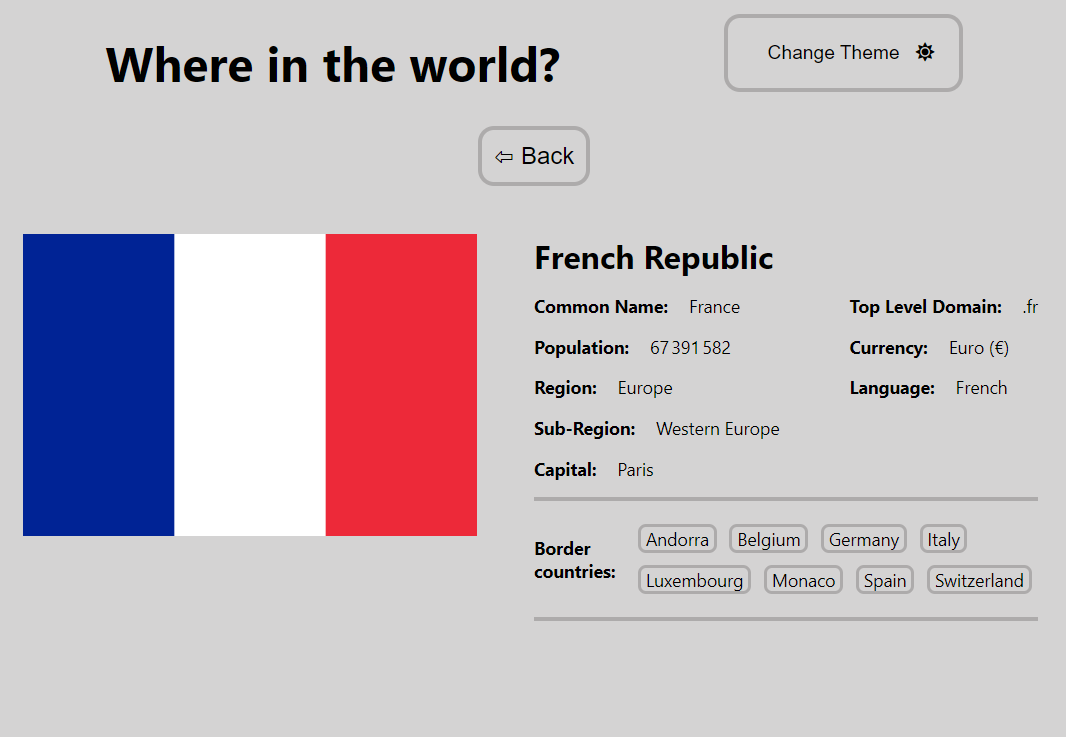 Where in the world?
Change Theme
⇦ Back
French Republic
Common Name: France
Top Level Domain: .fr
Population: 67 391 582
Currency: Euro (€)
Region: Europe
Language: French
Sub-Region: Western Europe
Capital: Paris
Border countries:
Andorra Belgium Germany Italy
Luxembourg Monaco Spain Switzerland